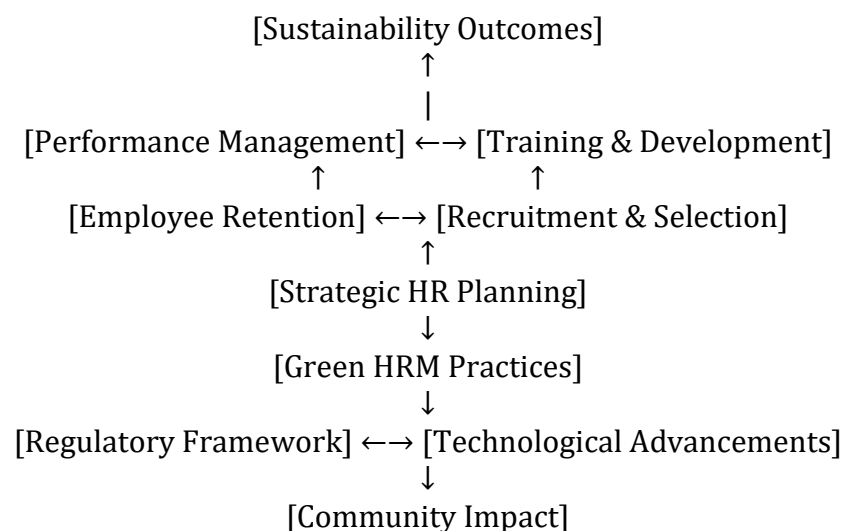 [Sustainability Outcomes]
↑
|
[Performance Management] ←→ [Training & Development]
↑ ↑
[Employee Retention] ←→ [Recruitment & Selection]
↑
[Strategic HR Planning]
↓
[Green HRM Practices]
↓
[Regulatory Framework] ←→ [Technological Advancements]
↓
[Community Impact]